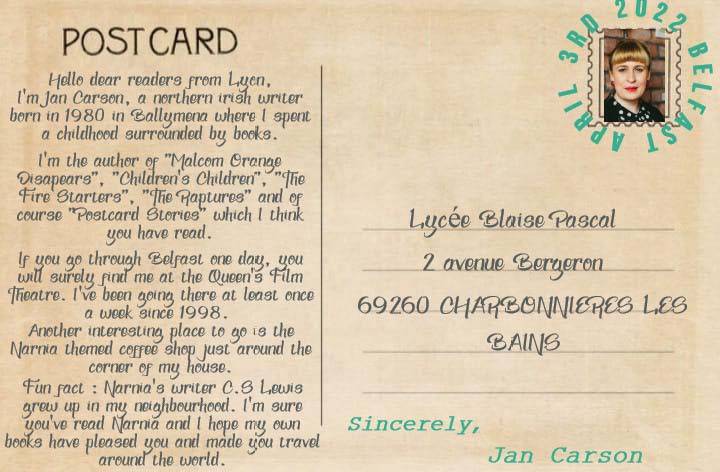 POSTCARD
Hello dear readers from Lyon,
I'm Jan Carson, a northern irish writer
born in 1980 in Ballymena where I spent
a childhood surrounded by books.
I'm the author of "Malcom Orange
Disapears", "Children's Children", "The
Fire Starters", "The Raptures" and of
course "Postcard Stories" which I think
you have read.
If you go through Belfast one day, you
will surely find me at the Queen's Film
Theatre. I've been going there at least once
a week since 1998.
Another interesting place to go is the
Narnia themed coffee shop just around the
corner of my house.
Fun fact : Narnia's writer C.S Lewis
grew up in my neighbourhood. I'm sure
you've read Narnia and I hope my own
books have pleased you and made you travel
around the world.
APRIL 3RD 2022 BELFAST
Lycée Blaise Pascal
2 avenue Bergeron
69260 CHARBONNIERES LES
BAINS
Sincerely,
Jan Carson